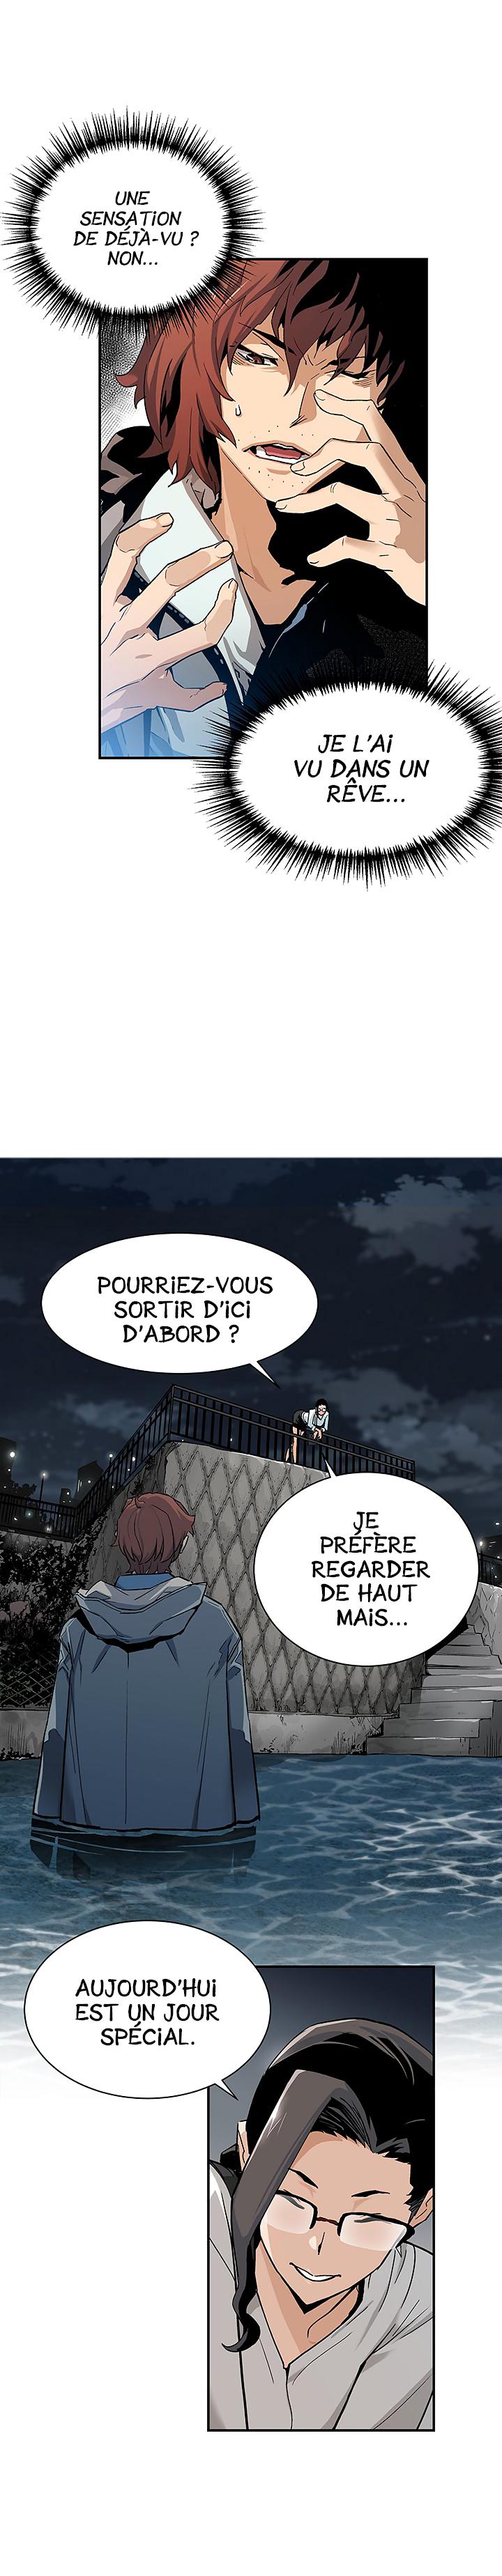 UNE
SENSATION
DE DÉJÀ-VU ?
NON...
JE L'AI
VU DANS UN
RÊVE...
POURRIEZ-VOUS
SORTIR D'ICI
D'ABORD ?
JE
PRÉFÈRE
REGARDER
DE HAUT
MAIS...
AUJOURD'HUI
EST UN JOUR
SPÉCIAL.